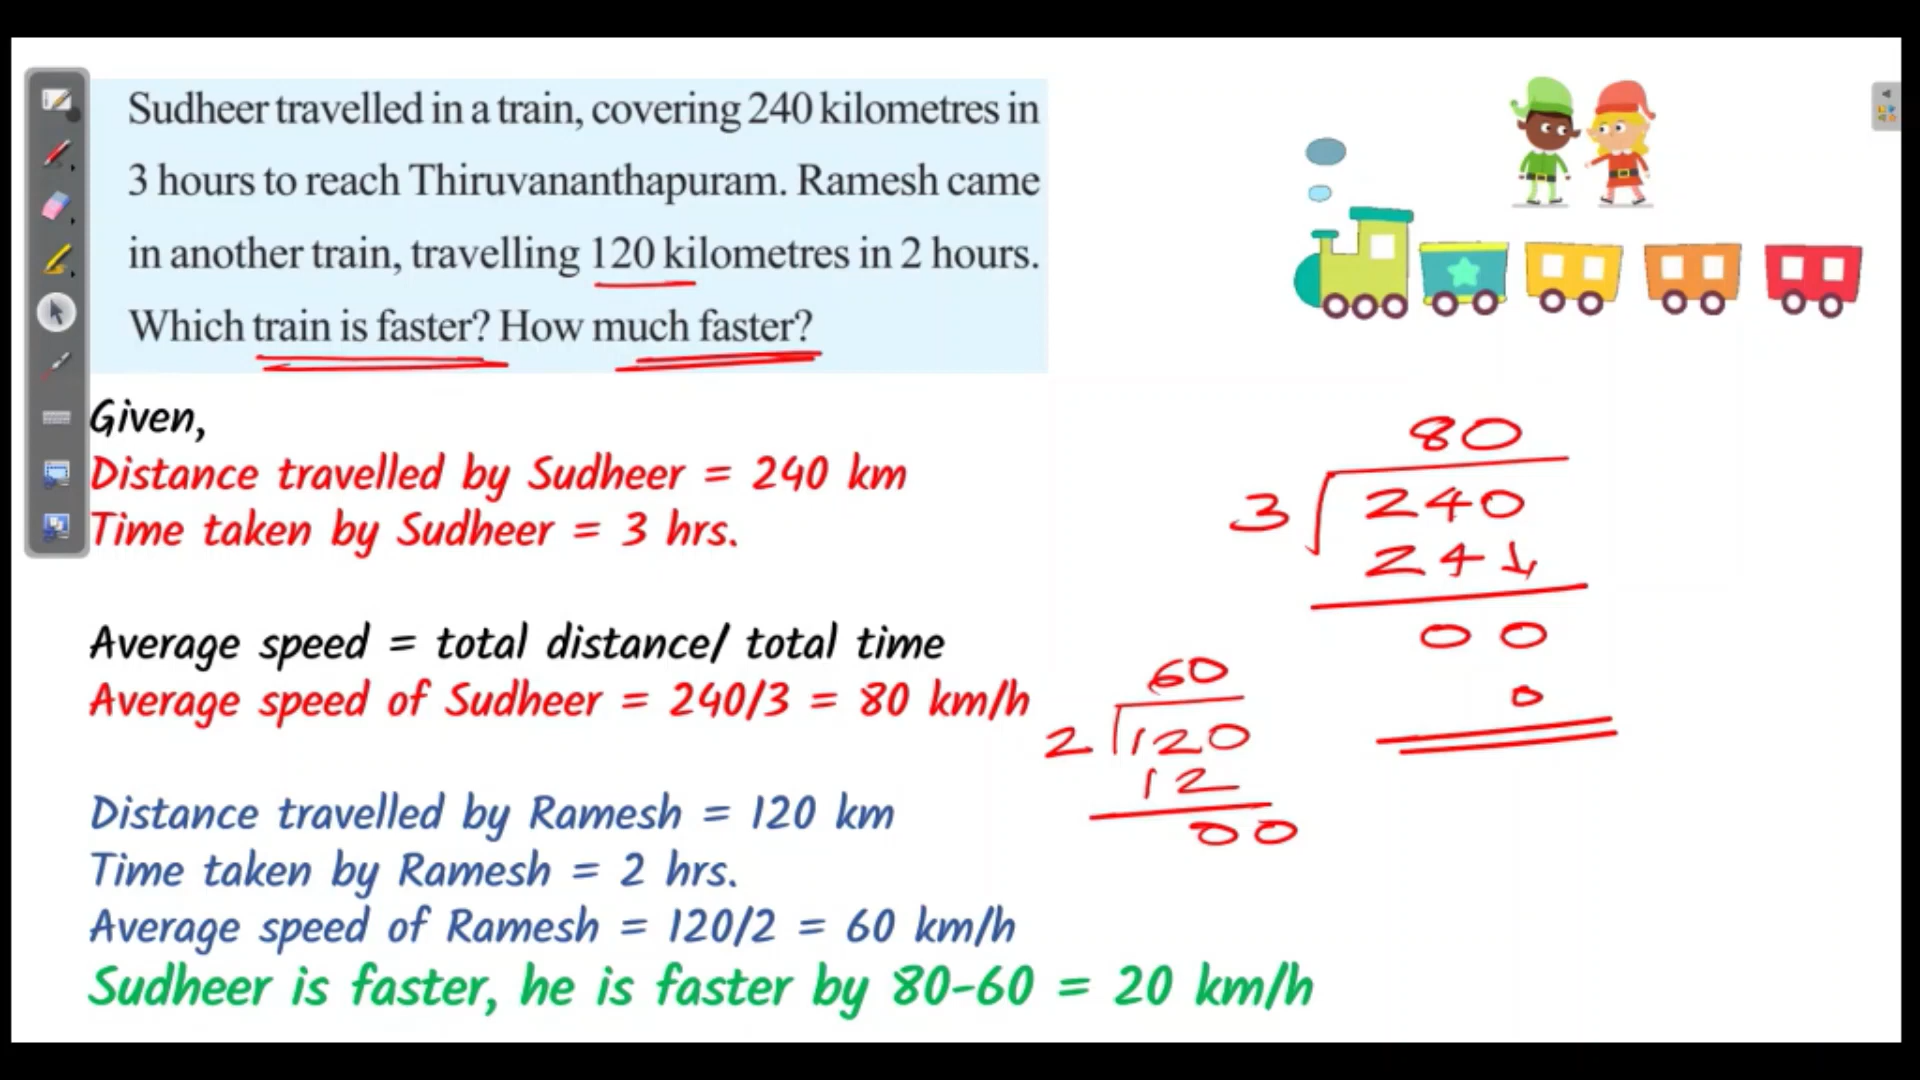 Sudheer travelled in a train, covering 240 kilometres in
3 hours to reach Thiruvananthapuram. Ramesh came
in another train, travelling 120 kilometres in 2 hours.
Which train is faster? How much faster?
Given,
Distance travelled by Sudheer = 240 km
Time taken by Sudheer = 3 hrs.
Average speed = total distance/ total time
Average speed of Sudheer = 240/3 = 80 km/h
Distance travelled by Ramesh = 120 km
Time taken by Ramesh = 2 hrs.
Average speed of Ramesh = 120/2 = 60 km/h
Sudheer is faster, he is faster by 80-60 = 20 km/h
80
3 240
24↓
00
0
60
2 120
12
00